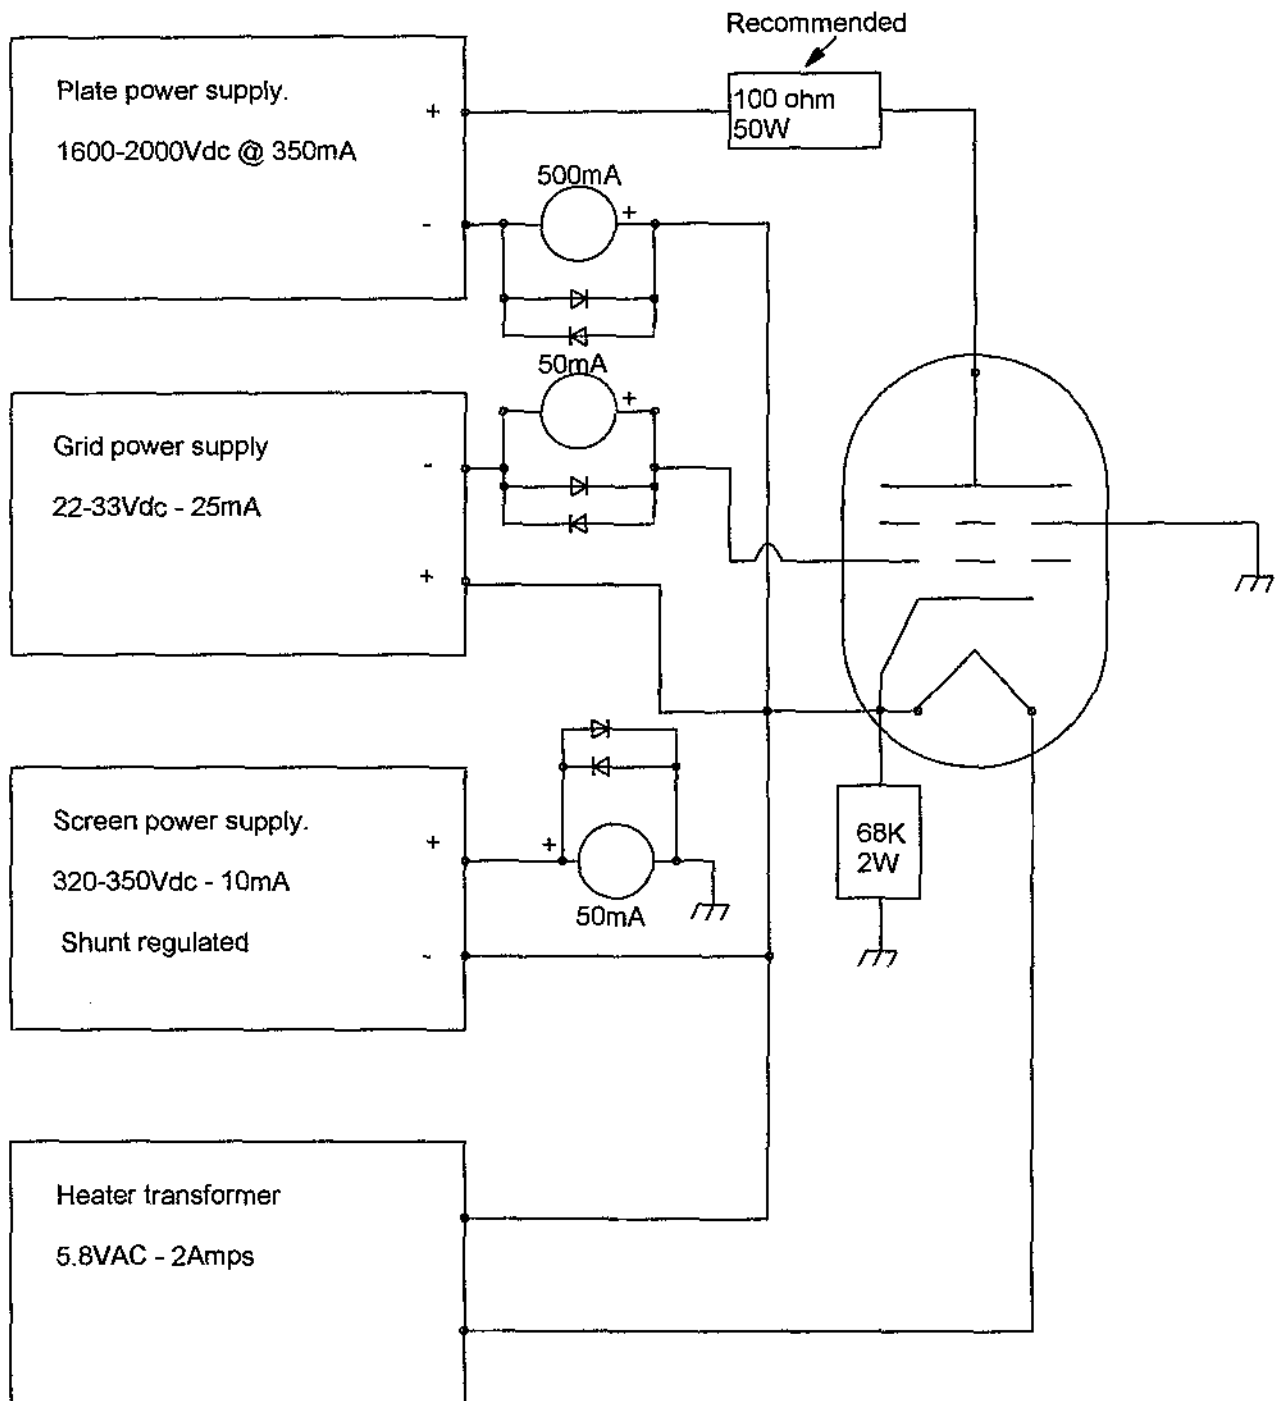 Recommended
Plate power supply.
1600-2000Vdc @ 350mA
+
-
100 ohm
50W
500mA
+
50mA
+
Grid power supply
22-33Vdc - 25mA
-
+
Screen power supply.
320-350Vdc - 10mA
Shunt regulated
+
-
+
50mA
68K
2W
Heater transformer
5.8VAC - 2Amps